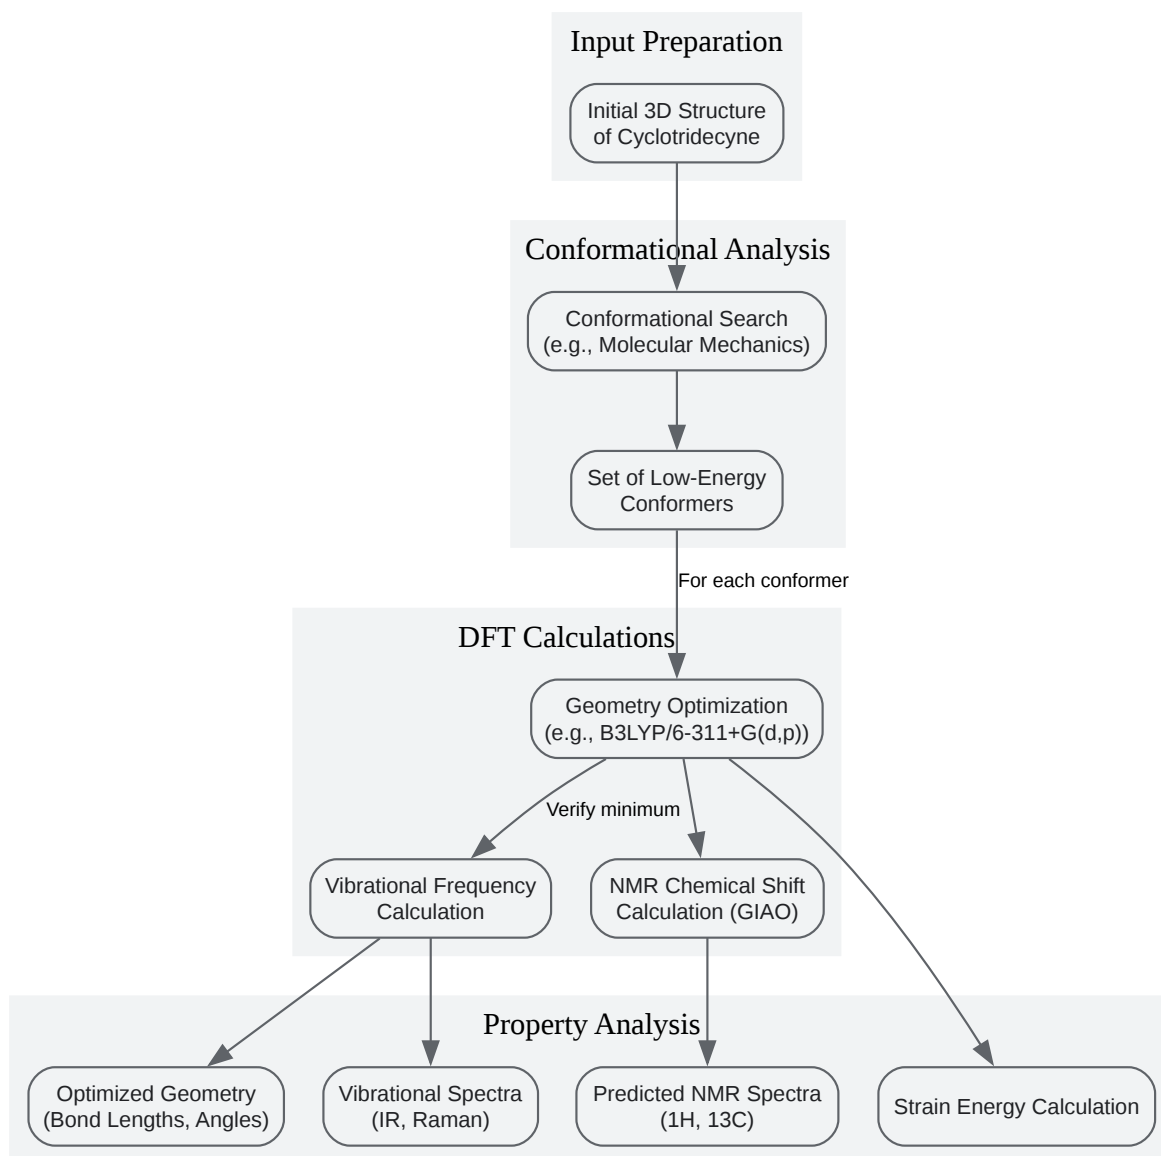 Input Preparation
Initial 3D Structure
of Cyclotridecyne
Conformational Analysis
Conformational Search
(e.g., Molecular Mechanics)
Set of Low-Energy
Conformers
For each conformer
DFT Calculations
Geometry Optimization
(e.g., B3LYP/6-311+G(d,p))
Verify minimum
Vibrational Frequency
Calculation
NMR Chemical Shift
Calculation (GIAO)
Property Analysis
Optimized Geometry
(Bond Lengths, Angles)
Vibrational Spectra
(IR, Raman)
Predicted NMR Spectra
(1H, 13C)
Strain Energy Calculation